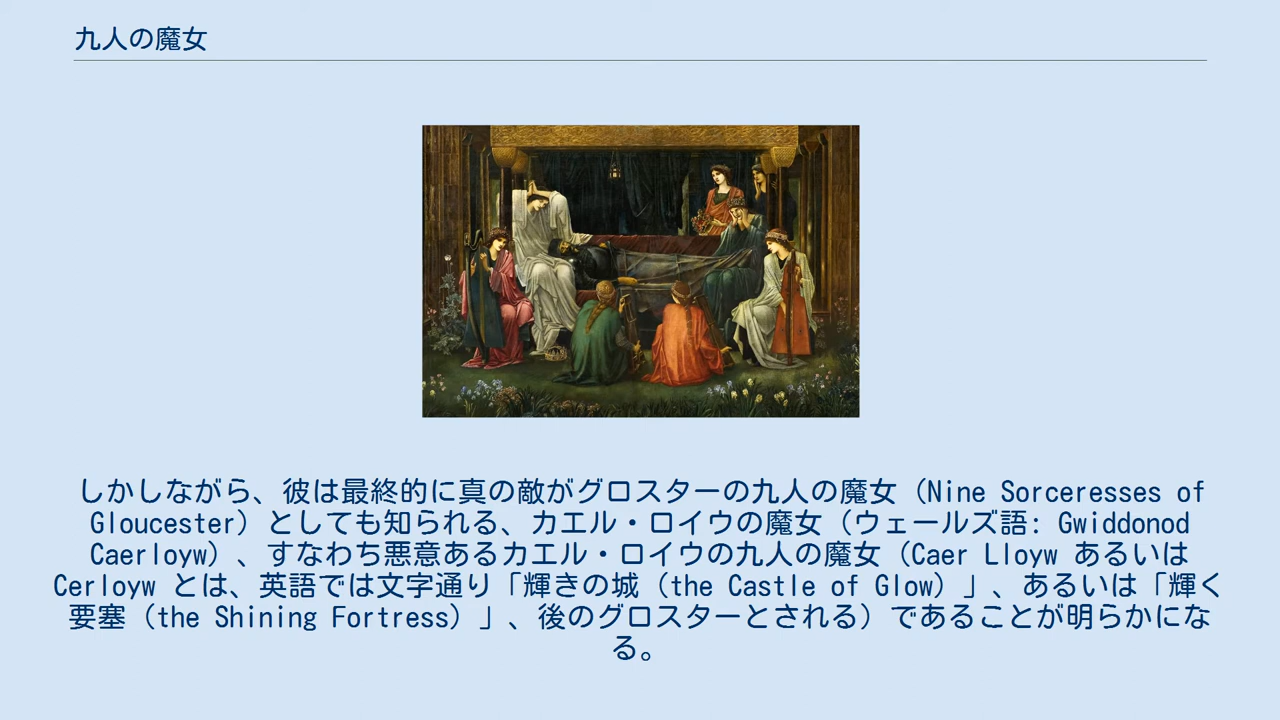 九人の魔女
しかしながら、彼は最終的に真の敵がグロスターの九人の魔女（Nine Sorceresses of
Gloucester）としても知られる、カエル・ロイウの魔女（ウェールズ語: Gwiddonod
Caerloyw）、すなわち悪意あるカエル・ロイウの九人の魔女（Caer Lloyw あるいは
Cerloyw とは、英語では文字通り「輝きの城（the Castle of Glow）」、あるいは「輝く
要塞（the Shining Fortress）」、後のグロスターとされる）であることが明らかにな
る。